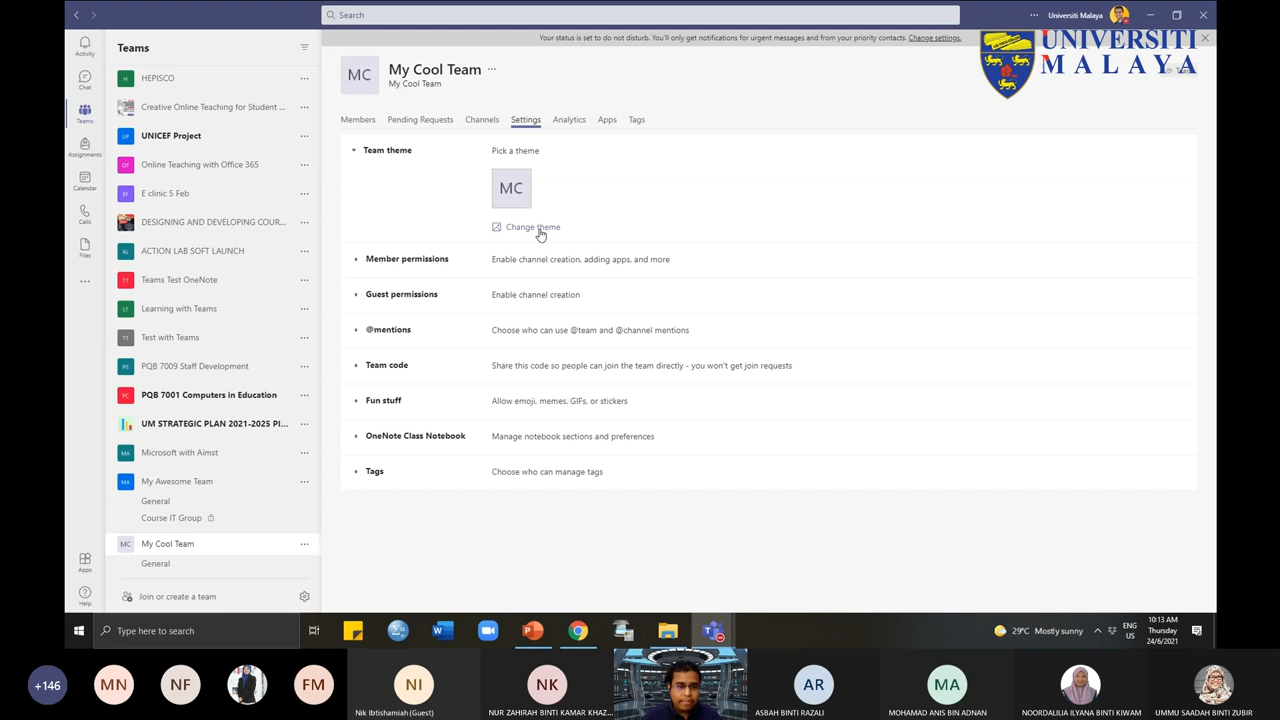 Search
Universiti Malaya
Your status is set to do not disturb. You'll only get notifications for urgent messages and from your priority contacts. Change settings.
UNIVERSITI
MALAYA
Activity
Chat
Teams
Assignments
Calendar
Calls
Files
Apps
Help
Teams
H HEPISCO
Creative Online Teaching for Student ...
UP UNICEF Project
OT Online Teaching with Office 365
EF E clinic 5 Feb
DESIGNING AND DEVELOPING COUR...
AL ACTION LAB SOFT LAUNCH
TT Teams Test OneNote
LT Learning with Teams
TT Test with Teams
PS PQB 7009 Staff Development
PC PQB 7001 Computers in Education
UM STRATEGIC PLAN 2021-2025 PI...
MA Microsoft with Aimst
MA My Awesome Team
General
Course IT Group
MC My Cool Team
General
Join or create a team
MC My Cool Team ...
My Cool Team
Members Pending Requests Channels Settings Analytics Apps Tags
Team theme Pick a theme
MC
Change theme
Member permissions Enable channel creation, adding apps, and more
Guest permissions Enable channel creation
@mentions Choose who can use @team and @channel mentions
Team code Share this code so people can join the team directly - you won't get join requests
Fun stuff Allow emoji, memes, GIFs, or stickers
OneNote Class Notebook Manage notebook sections and preferences
Tags Choose who can manage tags
Type here to search
29°C Mostly sunny
ENG
US
10:13 AM
Thursday
24/6/2021
+146 MN NF FM NI NK AR MA
Nik Ibtishamiah (Guest)
NUR ZAHIRAH BINTI KAMAR KHAZ...
ASBAH BINTI RAZALI
MOHAMAD ANIS BIN ADNAN
NOORDALILIA ILYANA BINTI KIWAM
UMMU SAADAH BINTI ZUBIR